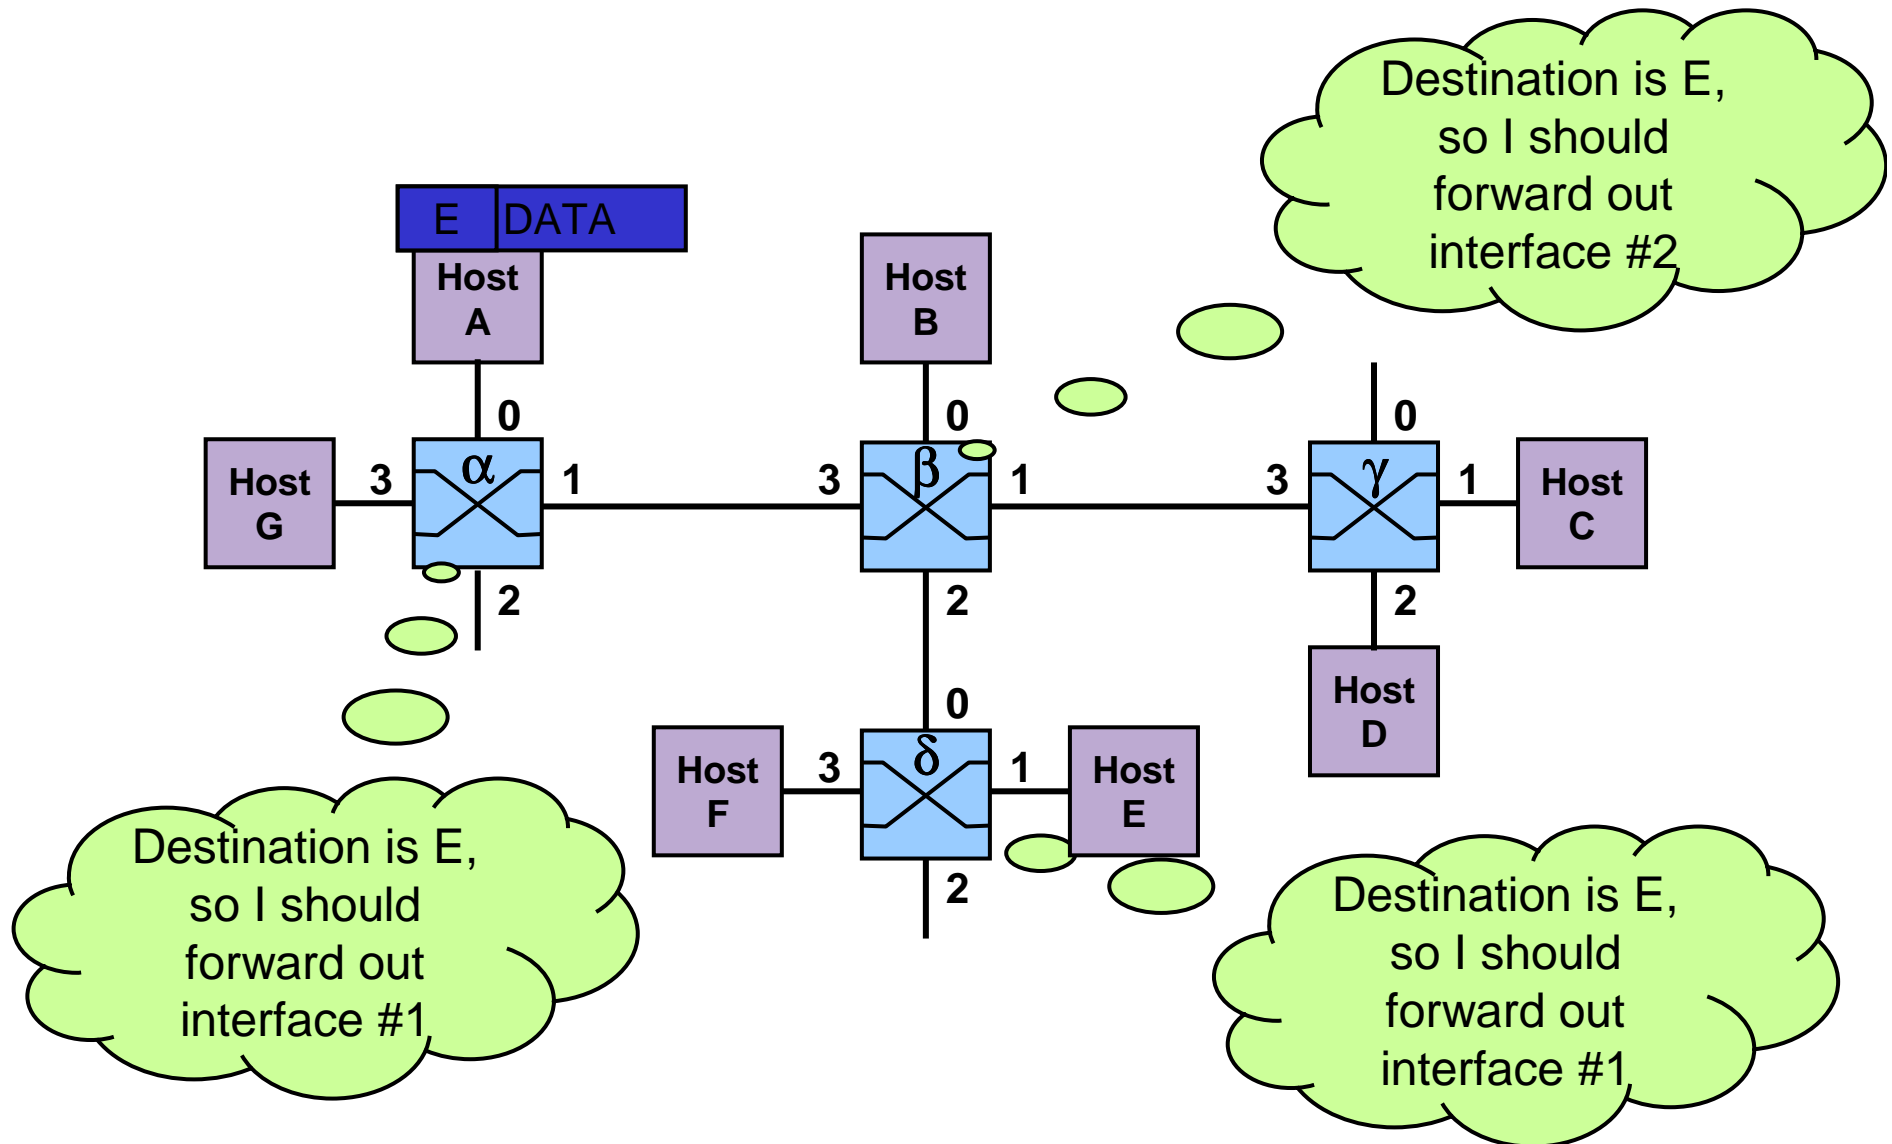 Destination is E,
so I should
forward out
interface #2
E DATA
Host
A
Host
B
0
0
0
Host
G
3
α
1
3
β
1
3
γ
1
Host
C
2
2
2
0
Host
D
Host
F
3
δ
1
Host
E
2
Destination is E,
so I should
forward out
interface #1
Destination is E,
so I should
forward out
interface #1